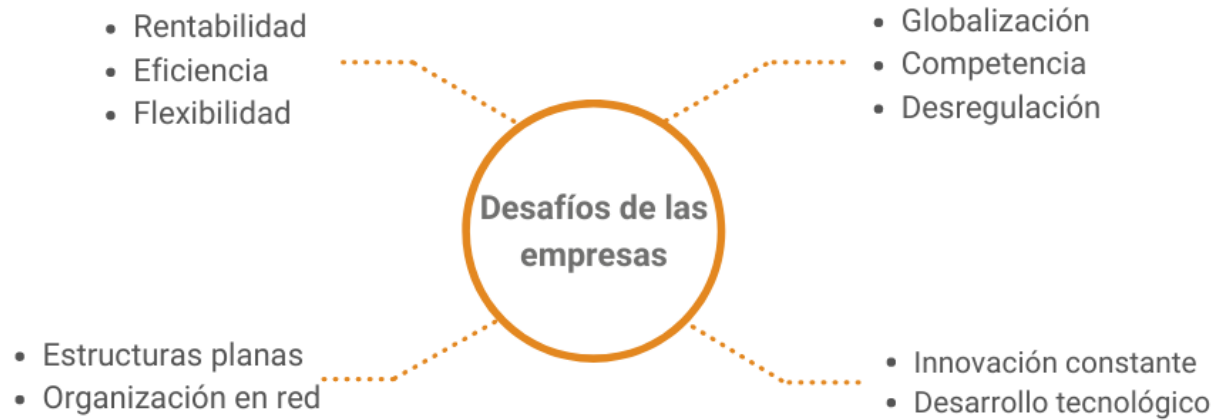 • Rentabilidad
• Eficiencia
• Flexibilidad
• Globalización
• Competencia
• Desregulación
Desafíos de las
empresas
• Estructuras planas
• Organización en red
• Innovación constante
• Desarrollo tecnológico